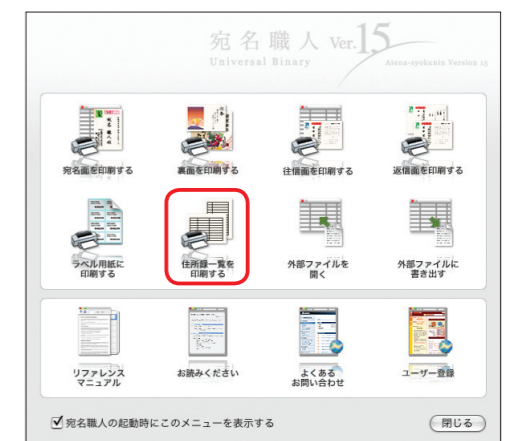 宛名職人 Ver.15
Universal Binary
Atena-syokunin Version 15
宛名面を印刷する
裏面を印刷する
往信面を印刷する
返信面を印刷する
ラベル用紙に
印刷する
住所録一覧を
印刷する
外部ファイルを
開く
外部ファイルに
書き出す
リファレンス
マニュアル
お読みください
よくある
お問い合わせ
ユーザー登録
宛名職人の起動時にこのメニューを表示する
閉じる